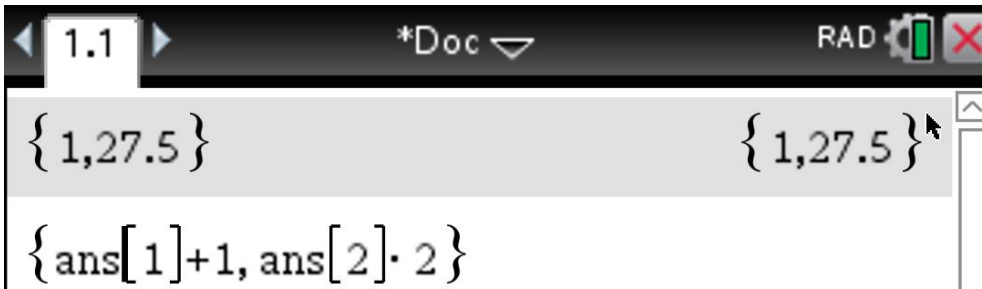 1.1 *Doc RAD
{1,27.5} {1,27.5}
{ans[1]+1, ans[2]· 2}